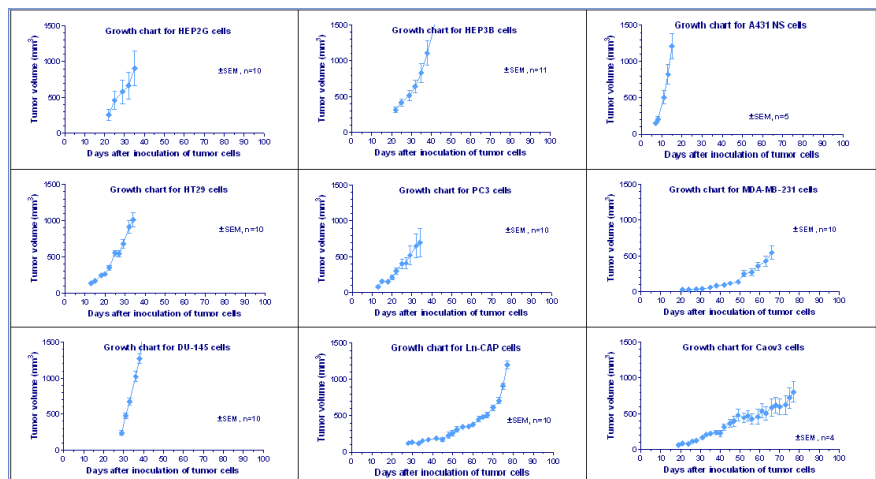 Growth chart for HEP2G cells
Tumor volume (mm³)
1500
1000
500
0
±SEM, n=10
0 10 20 30 40 50 60 70 80 90 100
Days after inoculation of tumor cells
Growth chart for HEP3B cells
Tumor volume (mm³)
1500
1000
500
0
±SEM, n=11
0 10 20 30 40 50 60 70 80 90 100
Days after inoculation of tumor cells
Growth chart for A431 NS cells
Tumor volume (mm³)
1500
1000
500
0
±SEM, n=5
0 10 20 30 40 50 60 70 80 90 100
Days after inoculation of tumor cells
Growth chart for HT29 cells
Tumor volume (mm³)
1500
1000
500
0
±SEM, n=10
0 10 20 30 40 50 60 70 80 90 100
Days after inoculation of tumor cells
Growth chart for PC3 cells
Tumor volume (mm³)
1500
1000
500
0
±SEM, n=10
0 10 20 30 40 50 60 70 80 90 100
Days after inoculation of tumor cells
Growth chart for MDA-MB-231 cells
Tumor volume (mm³)
1500
1000
500
0
±SEM, n=10
0 10 20 30 40 50 60 70 80 90 100
Days after inoculation of tumor cells
Growth chart for DU-145 cells
Tumor volume (mm³)
1500
1000
500
0
±SEM, n=10
0 10 20 30 40 50 60 70 80 90 100
Days after inoculation of tumor cells
Growth chart for Ln-CAP cells
Tumor volume (mm³)
1500
1000
500
0
±SEM, n=10
0 10 20 30 40 50 60 70 80 90 100
Days after inoculation of tumor cells
Growth chart for Caov3 cells
Tumor volume (mm³)
1500
1000
500
0
±SEM, n=4
0 10 20 30 40 50 60 70 80 90 100
Days after inoculation of tumor cells